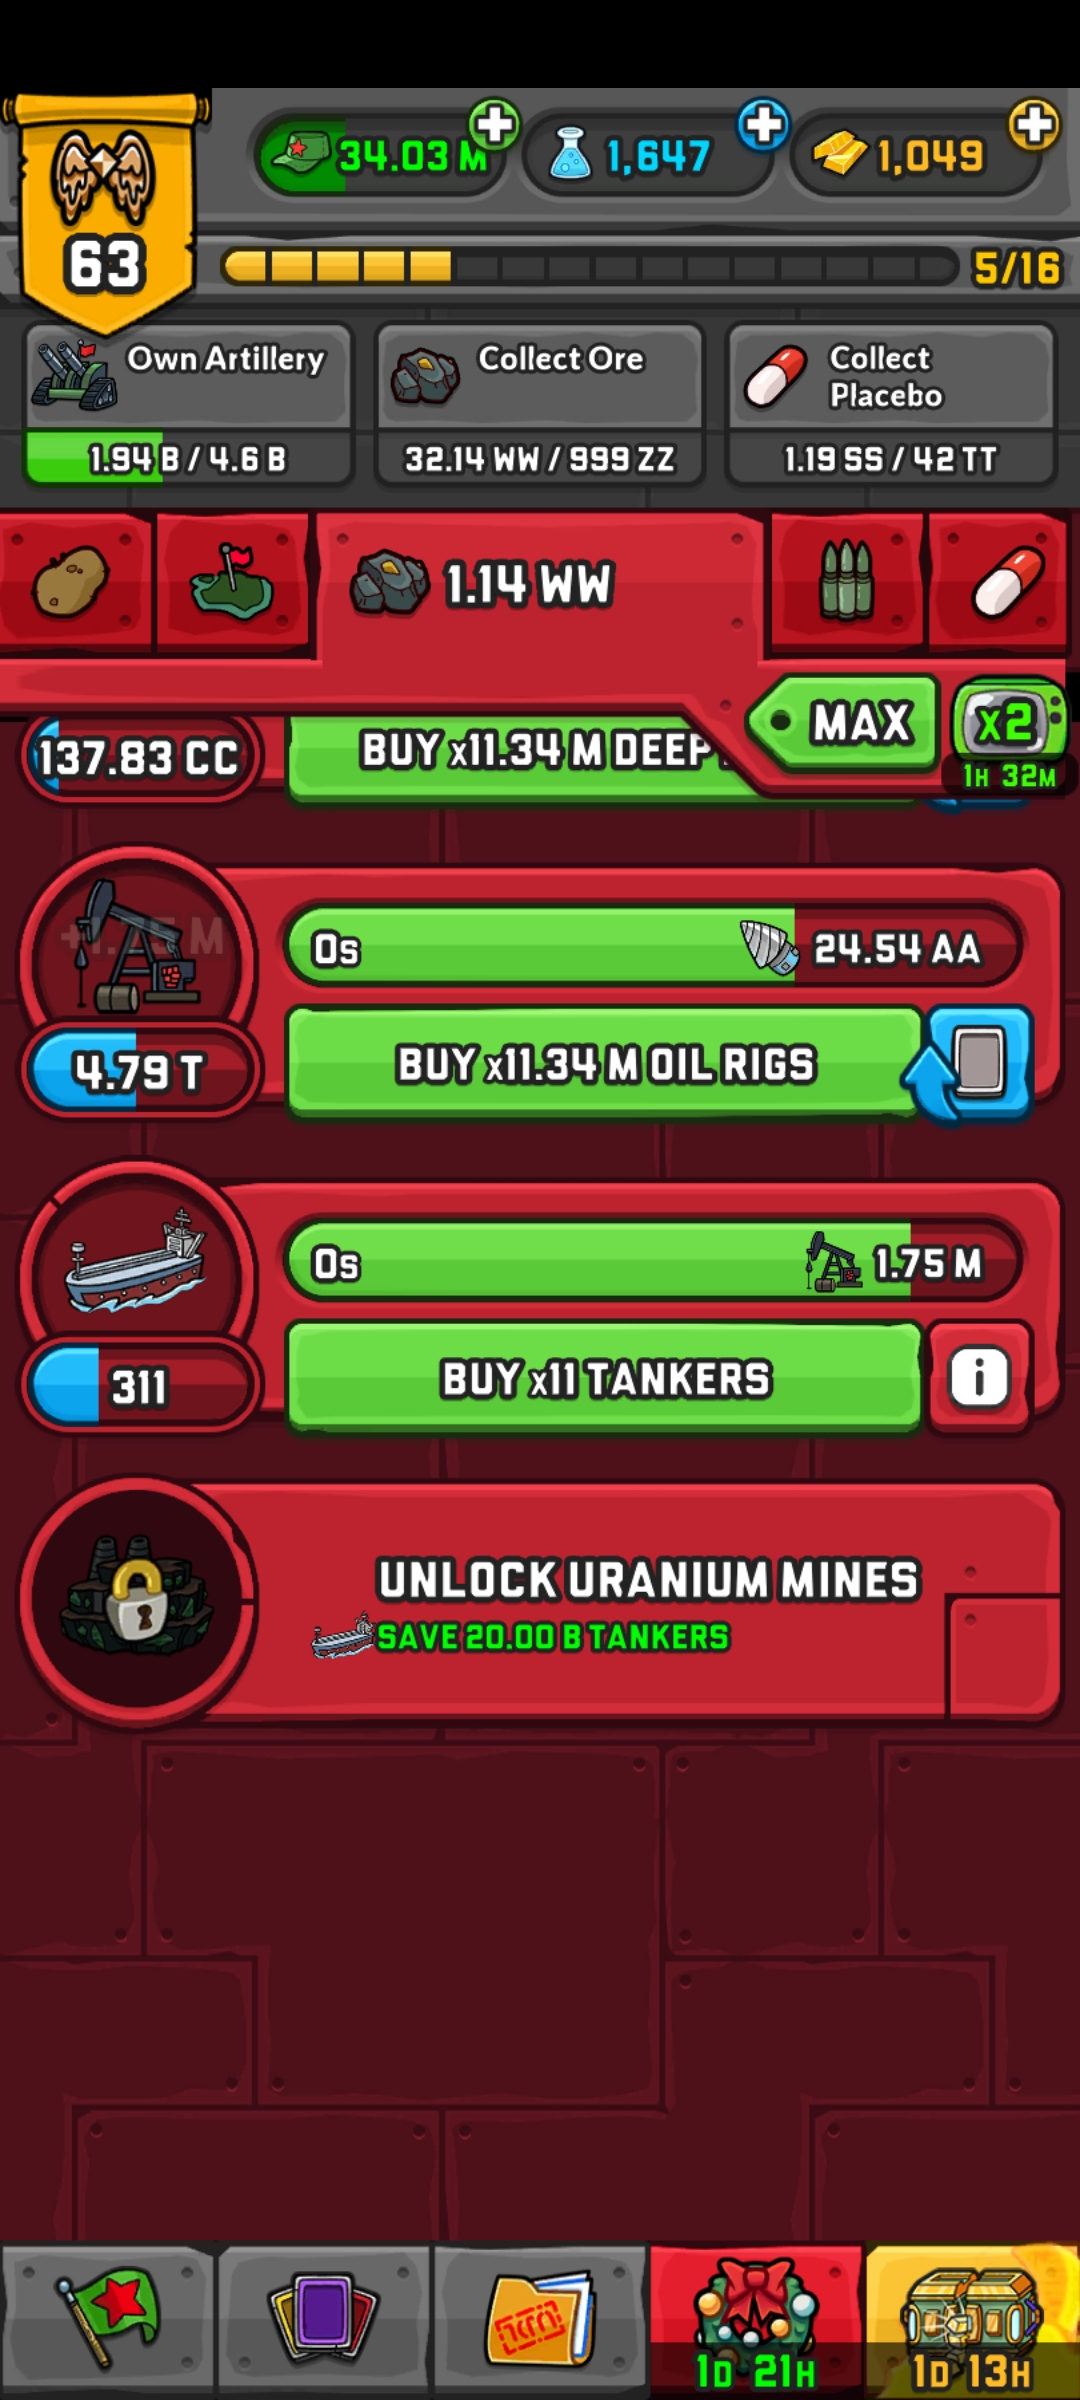 34.03 M
1,647
1,049
63
5/16
Own Artillery
1.94 B / 4.6 B
Collect Ore
32.14 WW / 999 ZZ
Collect
Placebo
1.19 SS / 42 TT
1.14 WW
MAX
x2
1H 32M
137.83 CC
BUY x11.34 M DEEP
+1.75 M
0s
24.54 AA
4.79 T
BUY x11.34 M OIL RIGS
0s
1.75 M
311
BUY x11 TANKERS
i
UNLOCK URANIUM MINES
SAVE 20.00 B TANKERS
1D 21H
1D 13H